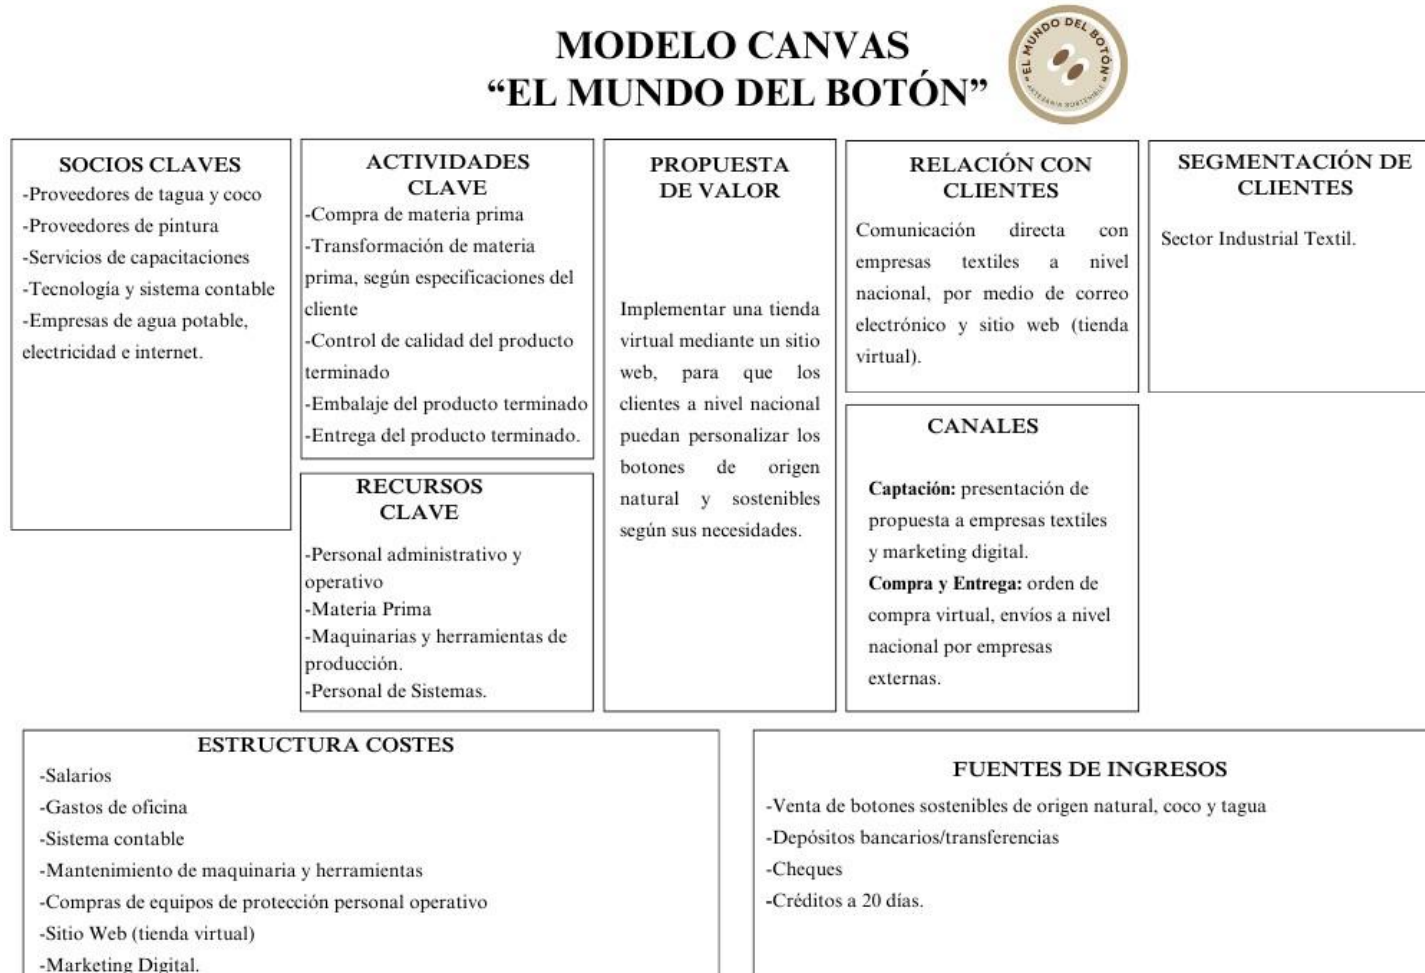 MODELO CANVAS
“EL MUNDO DEL BOTÓN”
EL MUNDO DEL BOTÓN
ARTESANÍA SOSTENIBLE
SOCIOS CLAVES
-Proveedores de tagua y coco
-Proveedores de pintura
-Servicios de capacitaciones
-Tecnología y sistema contable
-Empresas de agua potable,
electricidad e internet.
ACTIVIDADES
CLAVE
-Compra de materia prima
-Transformación de materia
prima, según especificaciones del
cliente
-Control de calidad del producto
terminado
-Embalaje del producto terminado
-Entrega del producto terminado.
RECURSOS
CLAVE
-Personal administrativo y
operativo
-Materia Prima
-Maquinarias y herramientas de
producción.
-Personal de Sistemas.
PROPUESTA
DE VALOR
Implementar una tienda
virtual mediante un sitio
web, para que los
clientes a nivel nacional
puedan personalizar los
botones de origen
natural y sostenibles
según sus necesidades.
RELACIÓN CON
CLIENTES
Comunicación directa con
empresas textiles a nivel
nacional, por medio de correo
electrónico y sitio web (tienda
virtual).
CANALES
Captación: presentación de
propuesta a empresas textiles
y marketing digital.
Compra y Entrega: orden de
compra virtual, envíos a nivel
nacional por empresas
externas.
SEGMENTACIÓN DE
CLIENTES
Sector Industrial Textil.
ESTRUCTURA COSTES
-Salarios
-Gastos de oficina
-Sistema contable
-Mantenimiento de maquinaria y herramientas
-Compras de equipos de protección personal operativo
-Sitio Web (tienda virtual)
-Marketing Digital.
FUENTES DE INGRESOS
-Venta de botones sostenibles de origen natural, coco y tagua
-Depósitos bancarios/transferencias
-Cheques
-Créditos a 20 días.